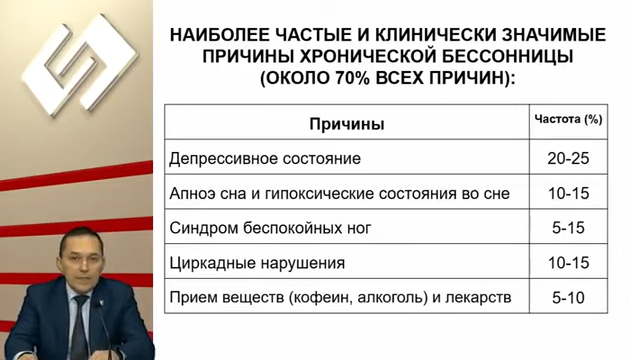 НАИБОЛЕЕ ЧАСТЫЕ И КЛИНИЧЕСКИ ЗНАЧИМЫЕ
ПРИЧИНЫ ХРОНИЧЕСКОЙ БЕССОННИЦЫ
(ОКОЛО 70% ВСЕХ ПРИЧИН):
Причины Частота (%)
Депрессивное состояние 20-25
Апноэ сна и гипоксические состояния во сне 10-15
Синдром беспокойных ног 5-15
Циркадные нарушения 10-15
Прием веществ (кофеин, алкоголь) и лекарств 5-10